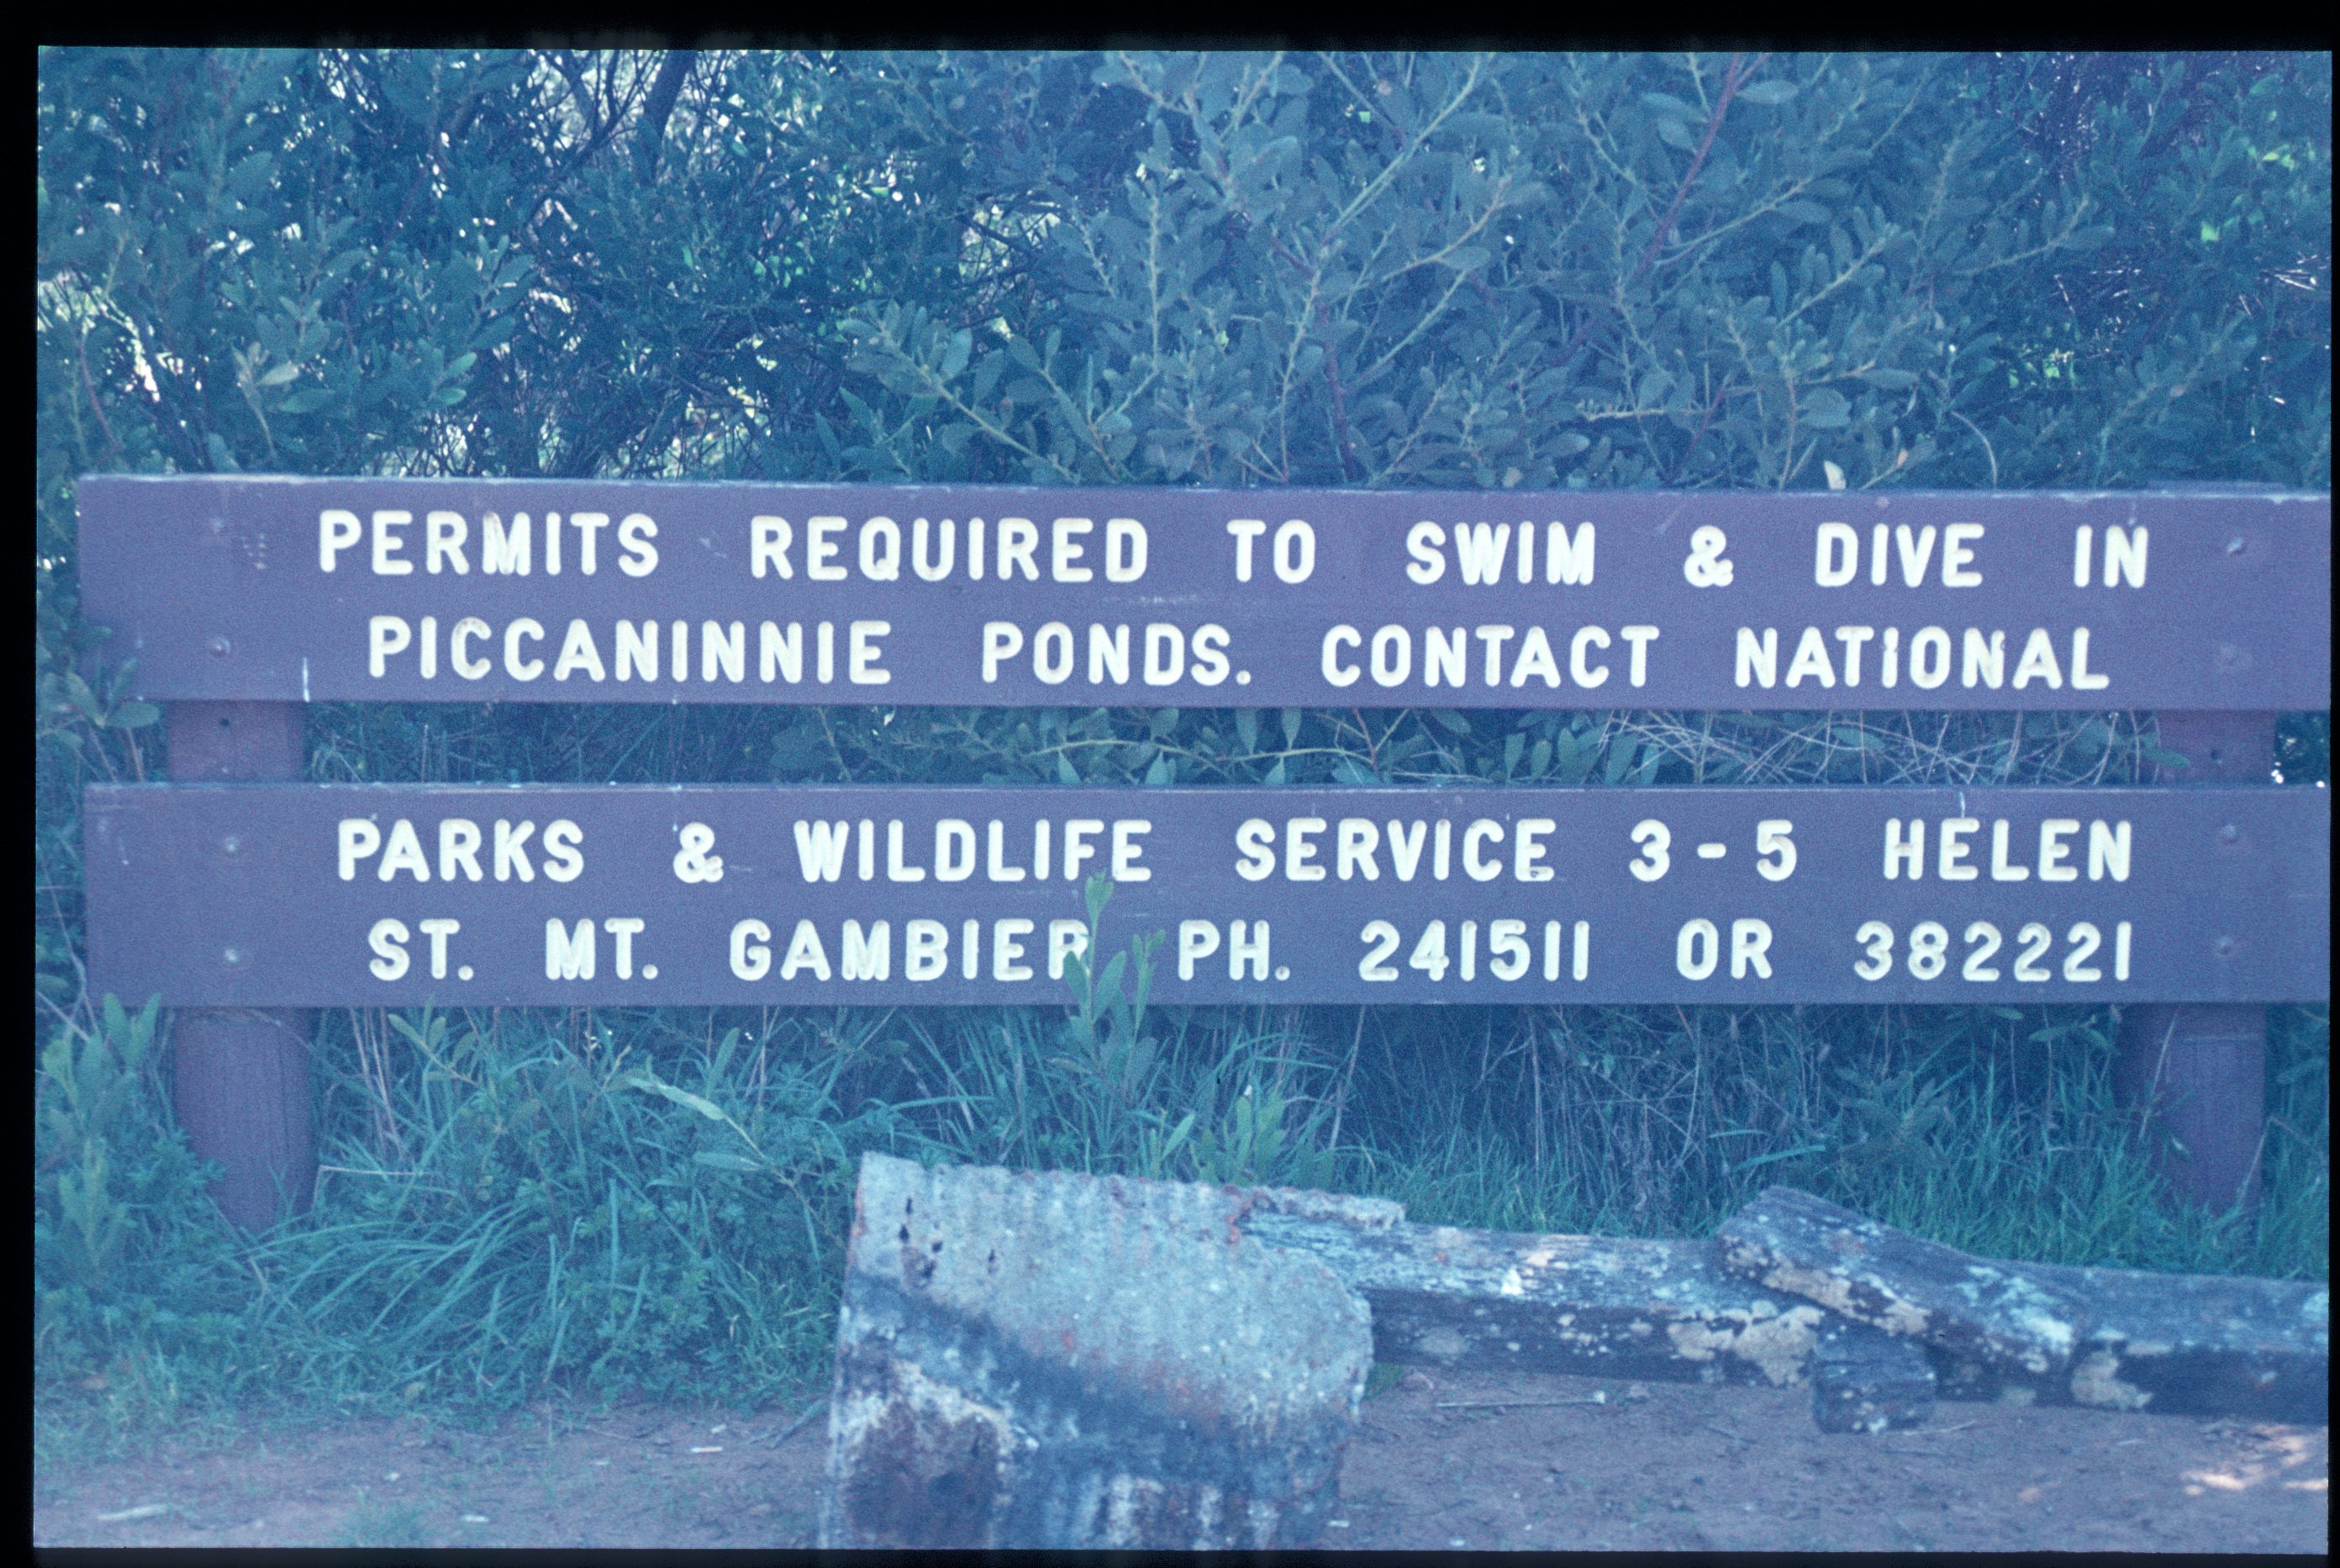 PERMITS REQUIRED TO SWIM & DIVE IN
PICCANINNIE PONDS. CONTACT NATIONAL
PARKS & WILDLIFE SERVICE 3-5 HELEN
ST. MT. GAMBIER PH. 241511 OR 382221